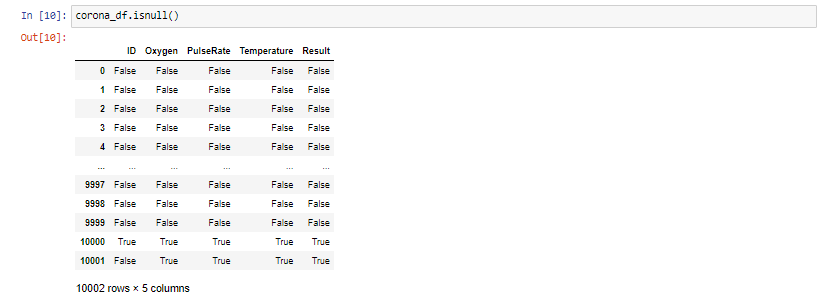 In [10]: corona_df.isnull()
Out[10]:
ID Oxygen PulseRate Temperature Result
0 False False False False False
1 False False False False False
2 False False False False False
3 False False False False False
4 False False False False False
... ... ... ... ... ...
9997 False False False False False
9998 False False False False False
9999 False False False False False
10000 True True True True True
10001 False True True True True
10002 rows × 5 columns